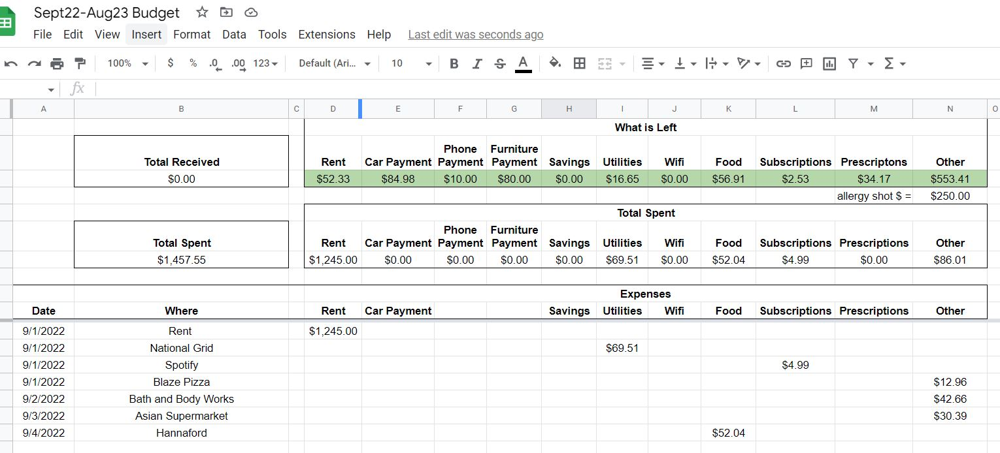 Sept22-Aug23 Budget
File Edit View Insert Format Data Tools Extensions Help Last edit was seconds ago
100% $ % .0 .00 123 Default (Ari... 10 B I S A
fx
A B C D E F G H I J K L M N O
What is Left
Phone Furniture
Total Received Rent Car Payment Payment Payment Savings Utilities Wifi Food Subscriptions Prescriptons Other
$0.00 $52.33 $84.98 $10.00 $80.00 $0.00 $16.65 $0.00 $56.91 $2.53 $34.17 $553.41
allergy shot $ = $250.00
Total Spent
Phone Furniture
Total Spent Rent Car Payment Payment Payment Savings Utilities Wifi Food Subscriptions Prescriptions Other
$1,457.55 $1,245.00 $0.00 $0.00 $0.00 $0.00 $69.51 $0.00 $52.04 $4.99 $0.00 $86.01
Expenses
Date Where Rent Car Payment Savings Utilities Wifi Food Subscriptions Prescriptions Other
9/1/2022 Rent $1,245.00
9/1/2022 National Grid $69.51
9/1/2022 Spotify $4.99
9/1/2022 Blaze Pizza $12.96
9/2/2022 Bath and Body Works $42.66
9/3/2022 Asian Supermarket $30.39
9/4/2022 Hannaford $52.04